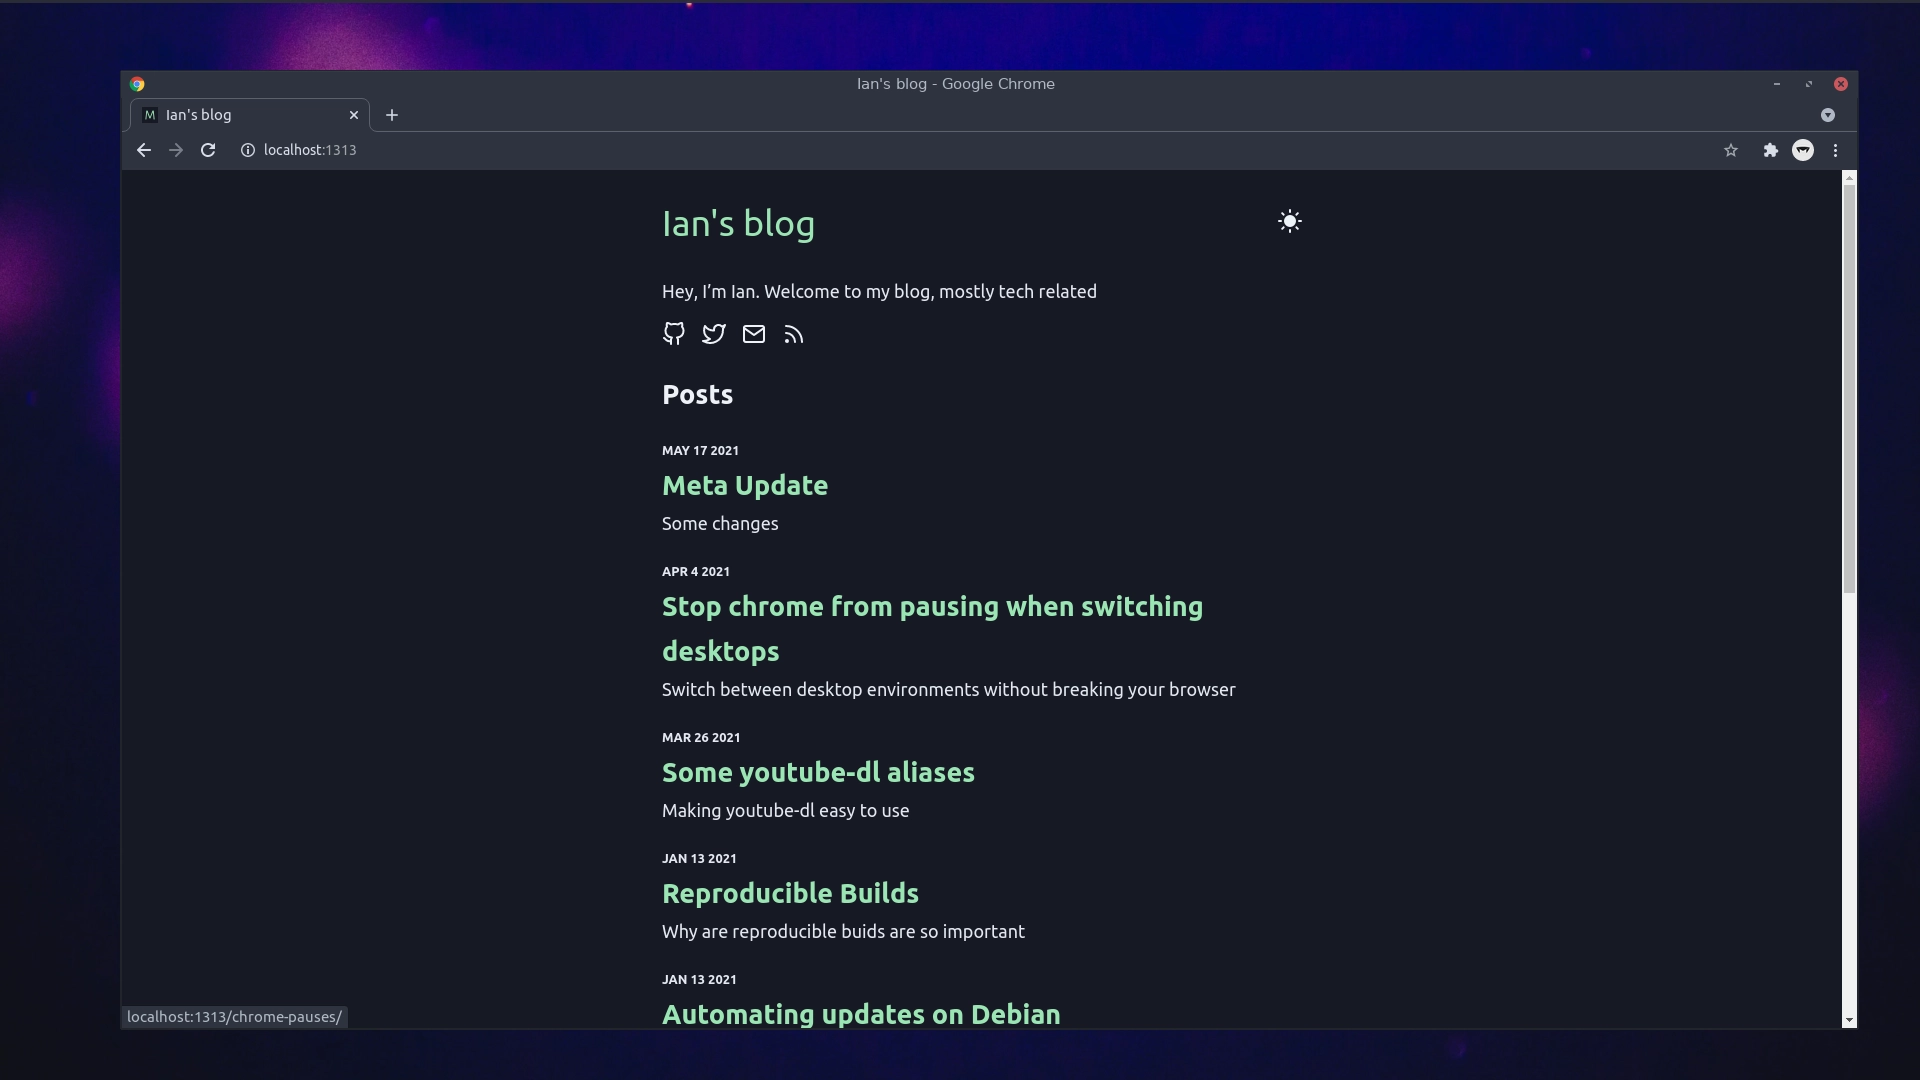 Ian's blog - Google Chrome
M Ian's blog
localhost:1313
Ian's blog
Hey, I’m Ian. Welcome to my blog, mostly tech related
Posts
MAY 17 2021
Meta Update
Some changes
APR 4 2021
Stop chrome from pausing when switching
desktops
Switch between desktop environments without breaking your browser
MAR 26 2021
Some youtube-dl aliases
Making youtube-dl easy to use
JAN 13 2021
Reproducible Builds
Why are reproducible buids are so important
JAN 13 2021
Automating updates on Debian
localhost:1313/chrome-pauses/